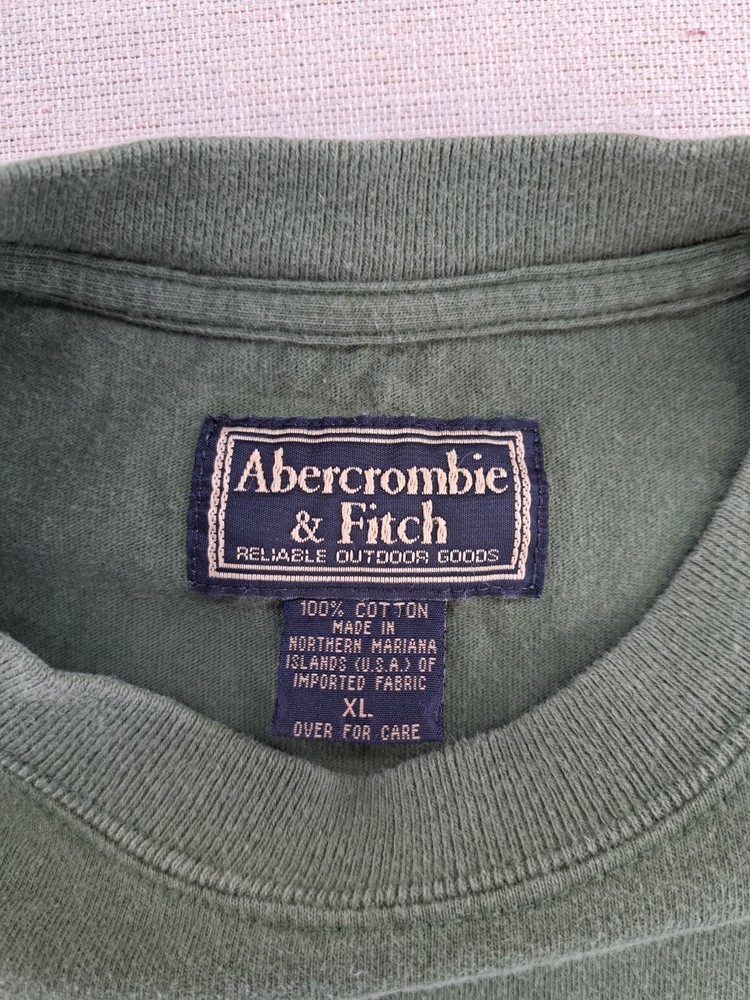 Abercrombie
& Fitch
RELIABLE OUTDOOR GOODS
100% COTTON
MADE IN
NORTHERN MARIANA
ISLANDS (U.S.A.) OF
IMPORTED FABRIC
XL
OVER FOR CARE